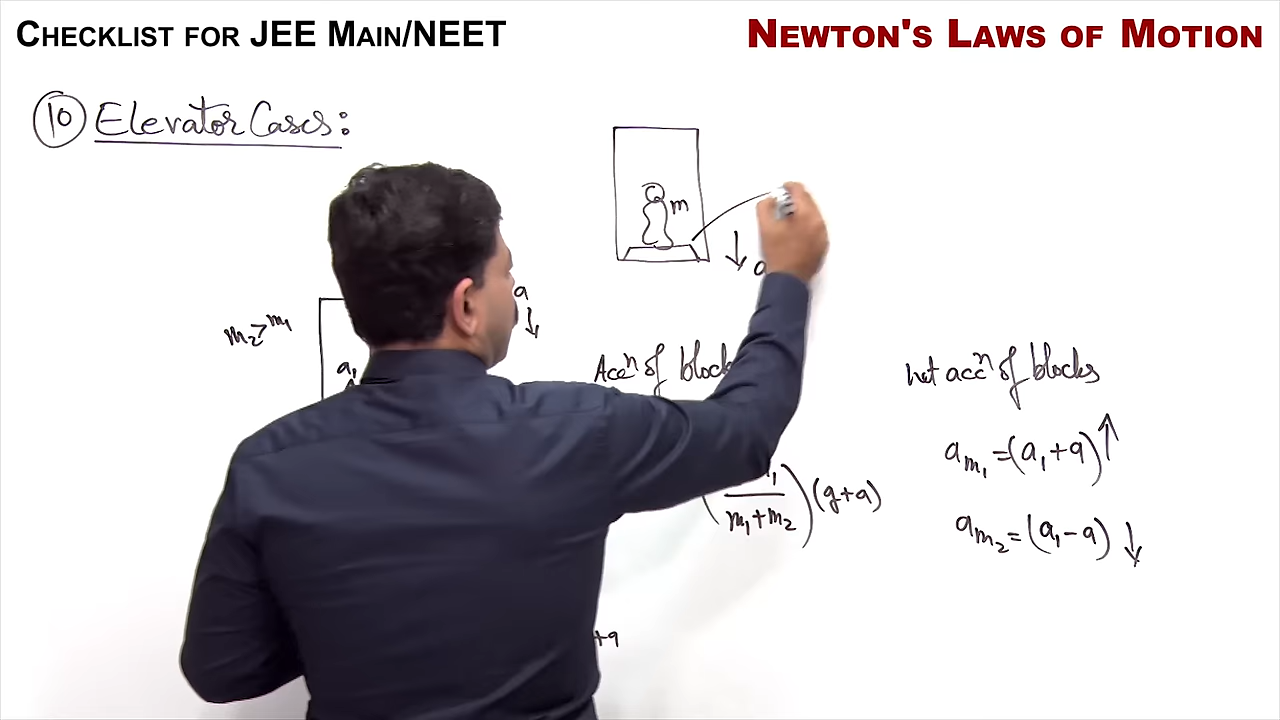 CHECKLIST FOR JEE MAIN/NEET
NEWTON'S LAWS OF MOTION
10 Elevator Cases:
m
a
a
m2 > m1
a1
Accn of block
net accn of blocks
am1 = (a1 + a) ↑
m1 + m2 (g + a)
am2 = (a1 - a) ↓